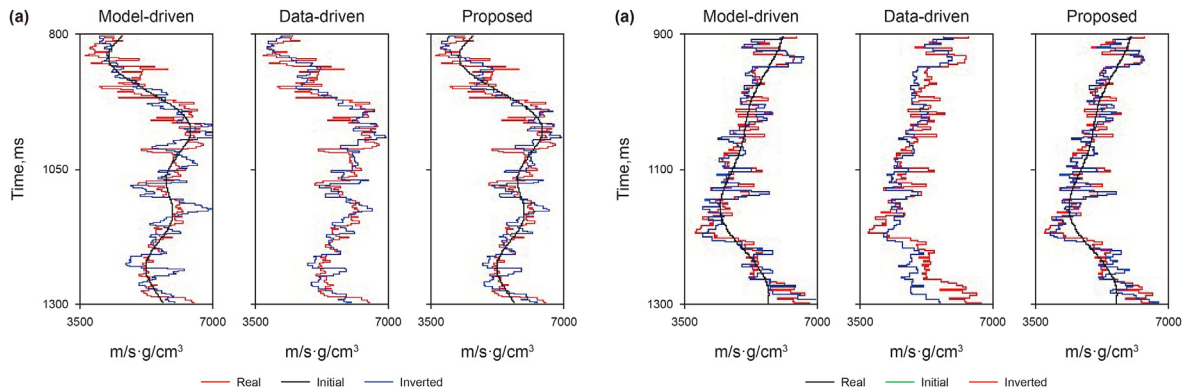 (a) Model-driven Data-driven Proposed
800
1050
1300
Time,ms
3500 7000 3500 7000 3500 7000
m/s·g/cm³ m/s·g/cm³ m/s·g/cm³
Real Initial Inverted
(a) Model-driven Data-driven Proposed
900
1100
1300
Time,ms
3500 7000 3500 7000 3500 7000
m/s·g/cm³ m/s·g/cm³ m/s·g/cm³
Real Initial Inverted